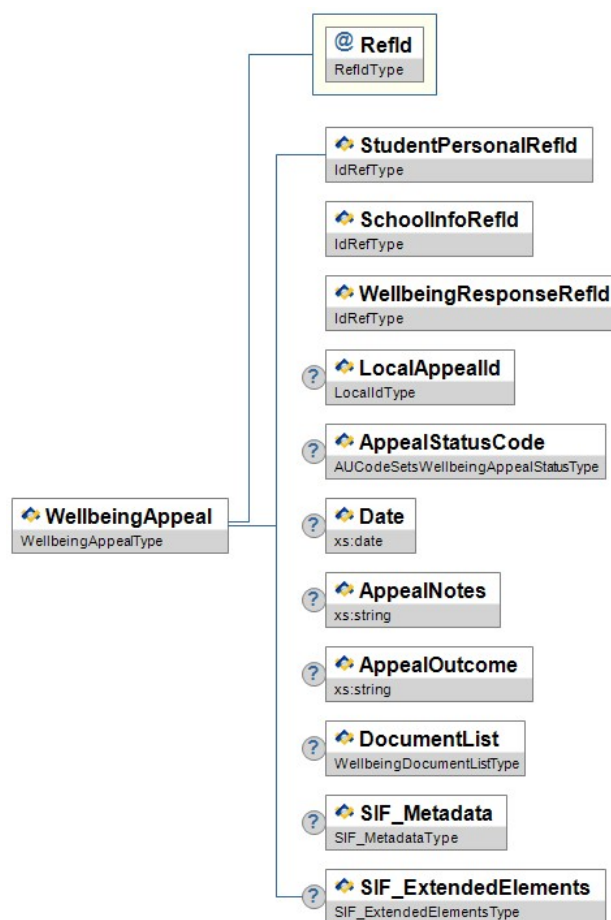 @ RefId
RefIdType
StudentPersonalRefId
IdRefType
SchoolInfoRefId
IdRefType
WellbeingResponseRefId
IdRefType
? LocalAppealId
LocalIdType
? AppealStatusCode
AUCodeSetsWellbeingAppealStatusType
WellbeingAppeal
WellbeingAppealType
? Date
xs:date
? AppealNotes
xs:string
? AppealOutcome
xs:string
? DocumentList
WellbeingDocumentListType
? SIF_Metadata
SIF_MetadataType
? SIF_ExtendedElements
SIF_ExtendedElementsType